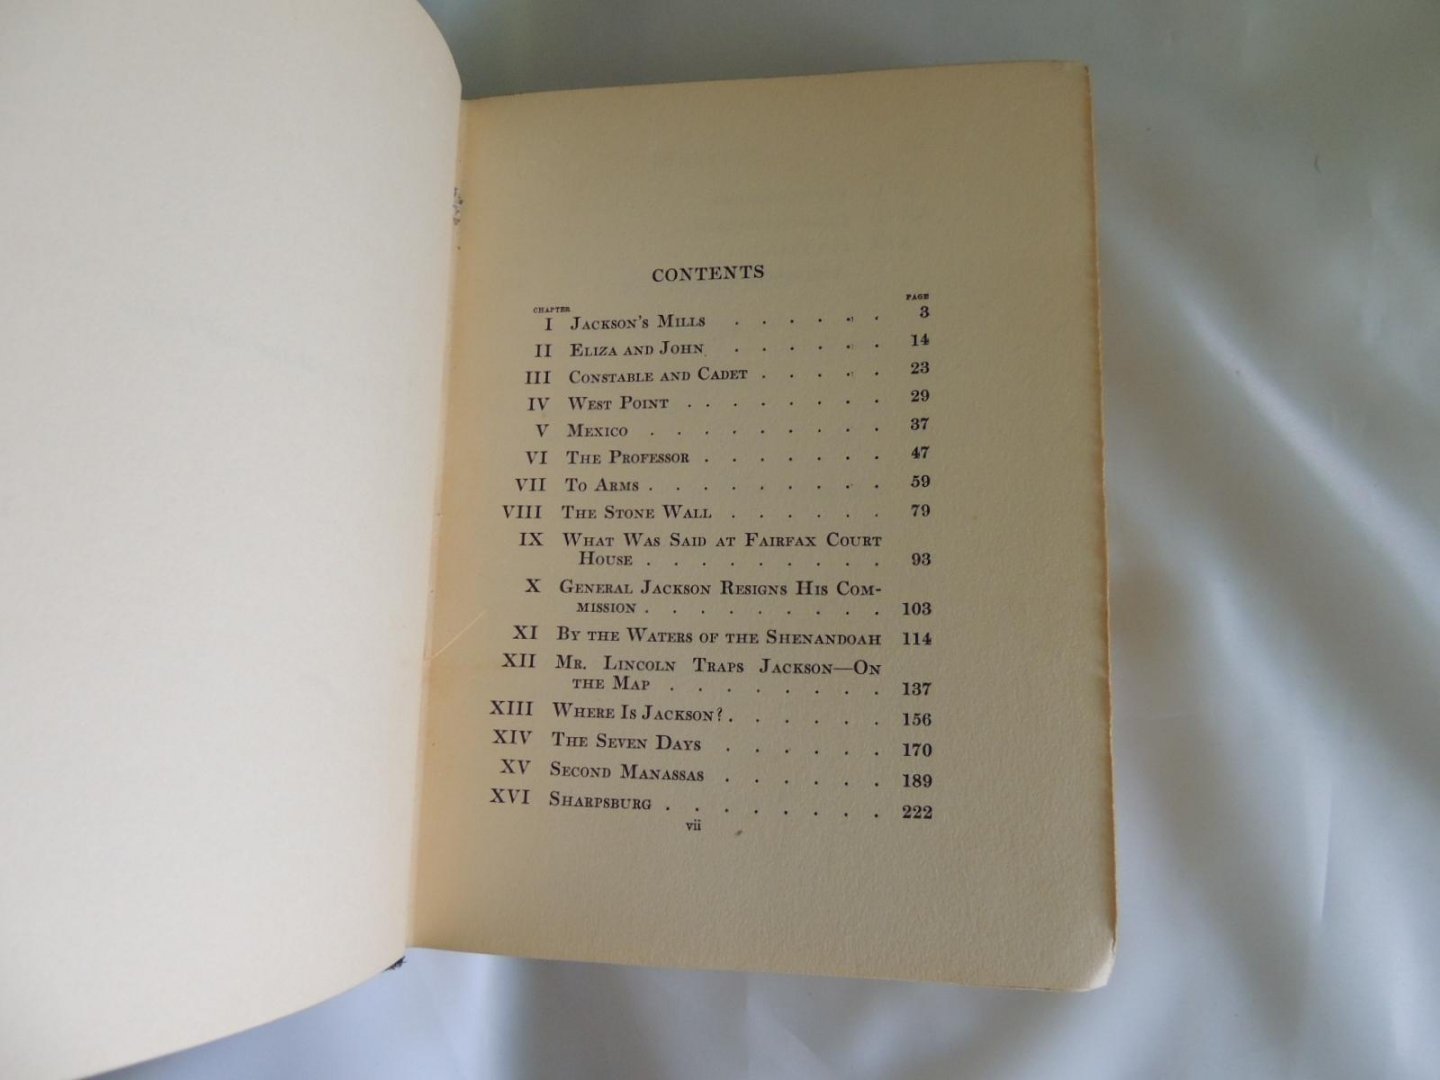 CONTENTS
CHAPTER PAGE
I Jackson's Mills . . . . . . 3
II Eliza and John . . . . . . 14
III Constable and Cadet . . . . . 23
IV West Point . . . . . . . . 29
V Mexico . . . . . . . . . 37
VI The Professor . . . . . . . 47
VII To Arms . . . . . . . . . 59
VIII The Stone Wall . . . . . . 79
IX What Was Said at Fairfax Court
House . . . . . . . . . 93
X General Jackson Resigns His Com-
mission . . . . . . . . . 103
XI By the Waters of the Shenandoah 114
XII Mr. Lincoln Traps Jackson—On
the Map . . . . . . . . 137
XIII Where Is Jackson? . . . . . . 156
XIV The Seven Days . . . . . . 170
XV Second Manassas . . . . . . 189
XVI Sharpsburg . . . . . . . . 222
vii